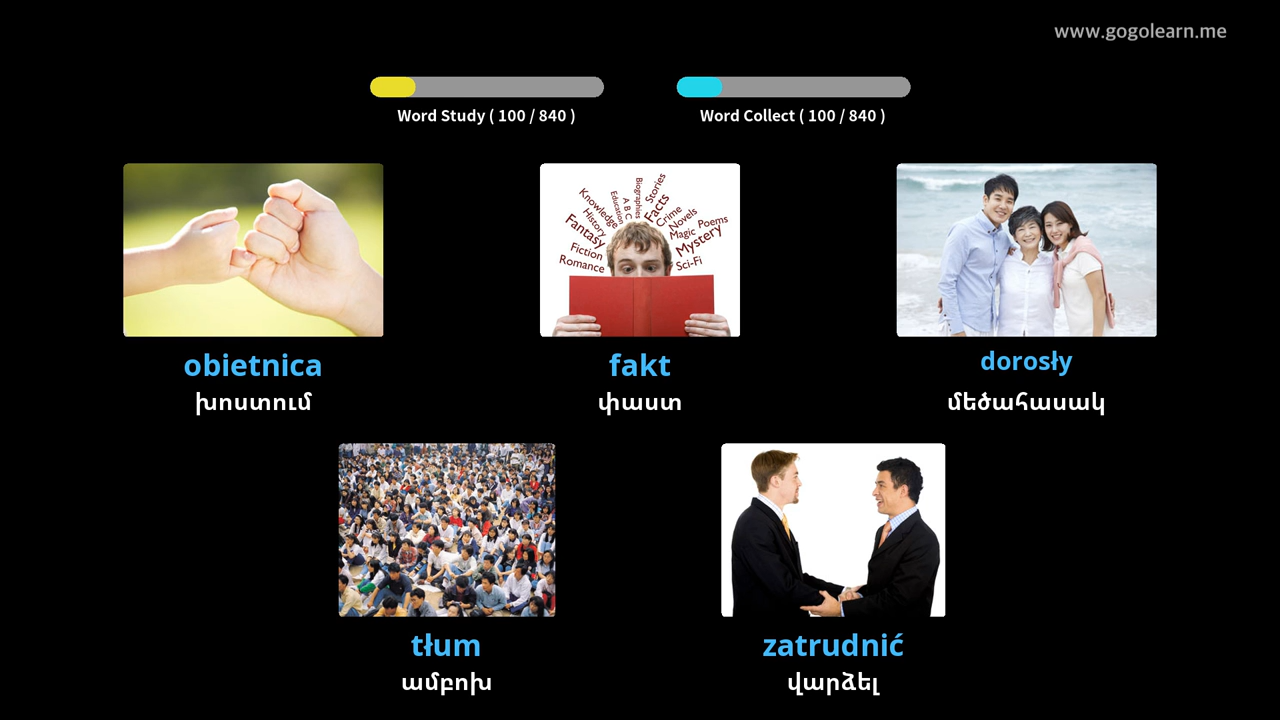 www.gogolearn.me
Word Study ( 100 / 840 )
Word Collect ( 100 / 840 )
Knowledge
History
Fantasy
Fiction
Romance
Education
A B C
Biographies
Stories
Facts
Crime
Novels
Magic
Poems
Mystery
Sci-Fi
obietnica
խոստում
fakt
փաստ
dorosły
մեծահասակ
tłum
ամբոխ
zatrudnić
վարձել